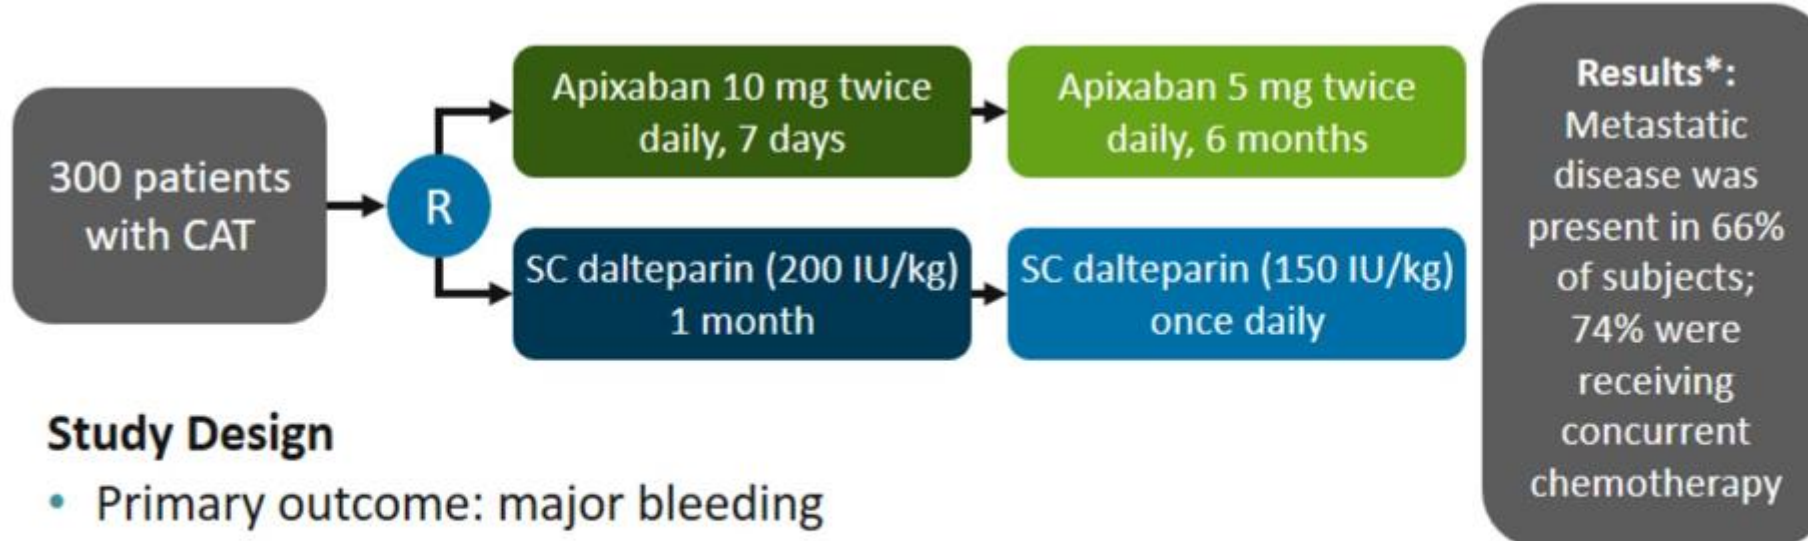 300 patients
with CAT
R
Apixaban 10 mg twice
daily, 7 days
Apixaban 5 mg twice
daily, 6 months
SC dalteparin (200 IU/kg)
1 month
SC dalteparin (150 IU/kg)
once daily
Results*:
Metastatic
disease was
present in 66%
of subjects;
74% were
receiving
concurrent
chemotherapy
Study Design
• Primary outcome: major bleeding